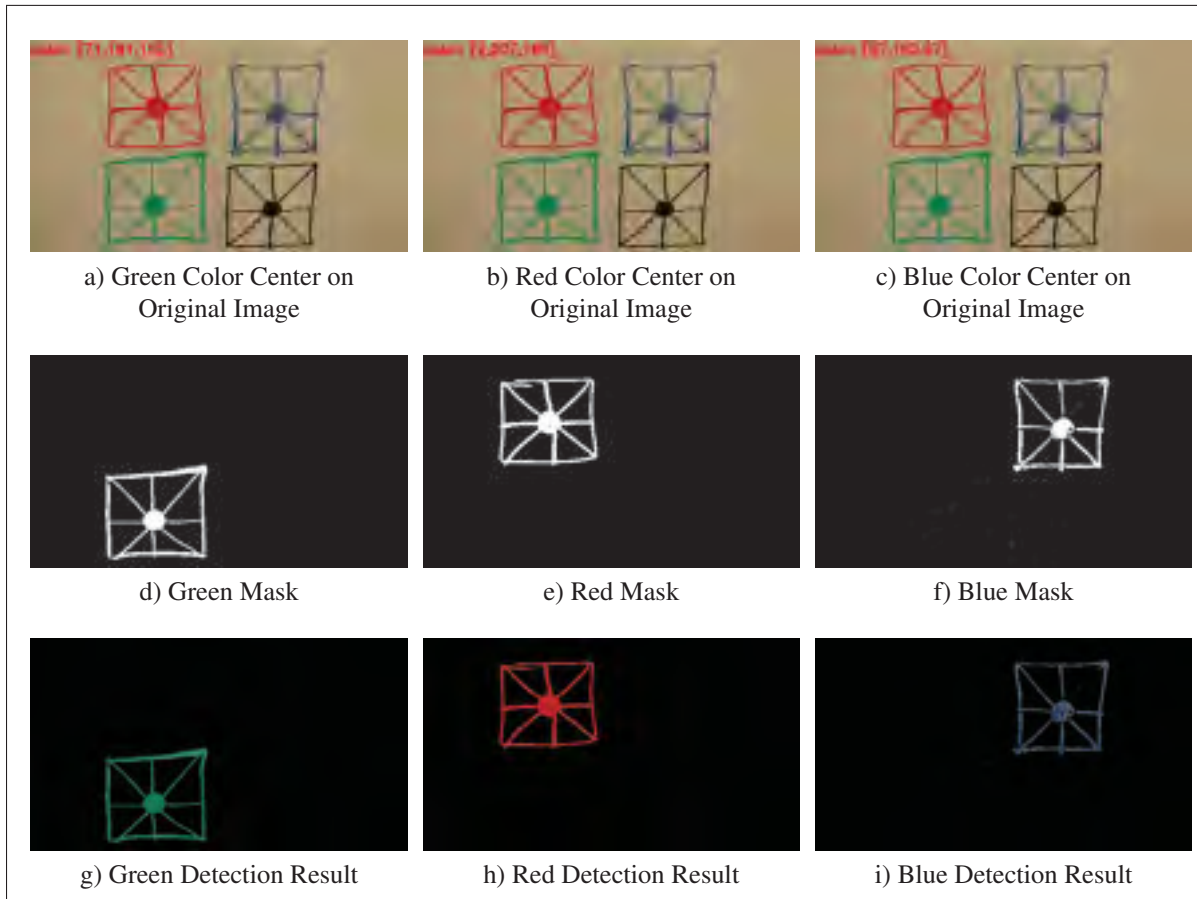 a) Green Color Center on
Original Image
b) Red Color Center on
Original Image
c) Blue Color Center on
Original Image
d) Green Mask
e) Red Mask
f) Blue Mask
g) Green Detection Result
h) Red Detection Result
i) Blue Detection Result